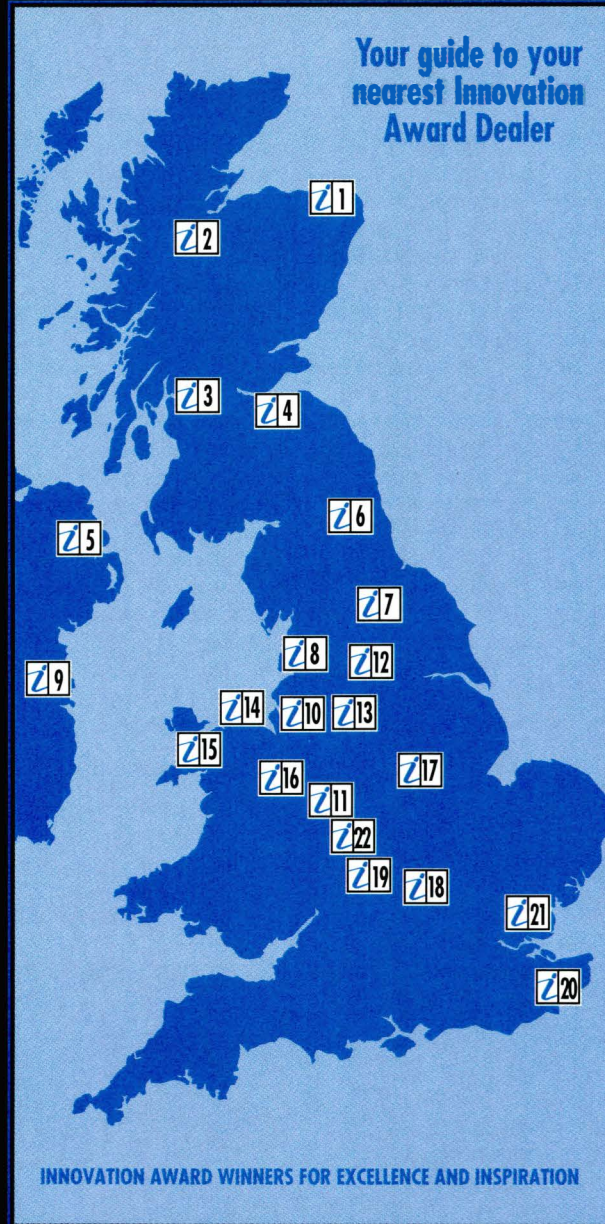 Your guide to your
nearest Innovation
Award Dealer
i 1
i 2
i 3
i 4
i 5
i 6
i 7
i 8
i 12
i 9
i 14
i 10
i 13
i 15
i 16
i 17
i 11
i 22
i 19
i 18
i 21
i 20
INNOVATION AWARD WINNERS FOR EXCELLENCE AND INSPIRATION